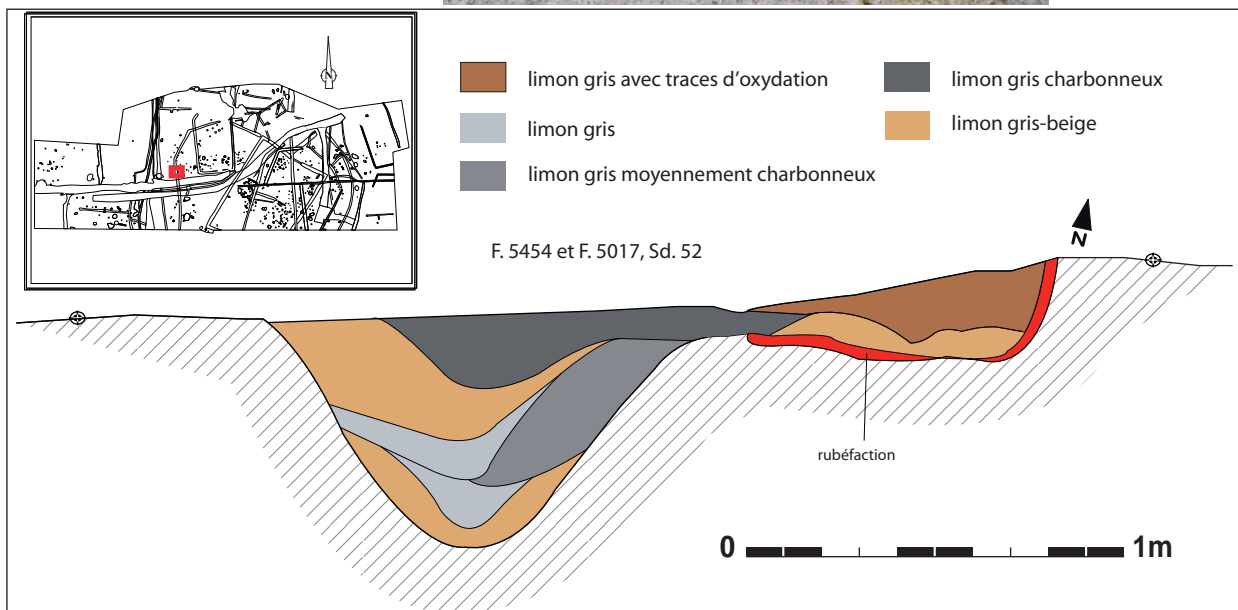 N
limon gris avec traces d'oxydation
limon gris charbonneux
limon gris
limon gris-beige
limon gris moyennement charbonneux
F. 5454 et F. 5017, Sd. 52
N
rubéfaction
0 1m